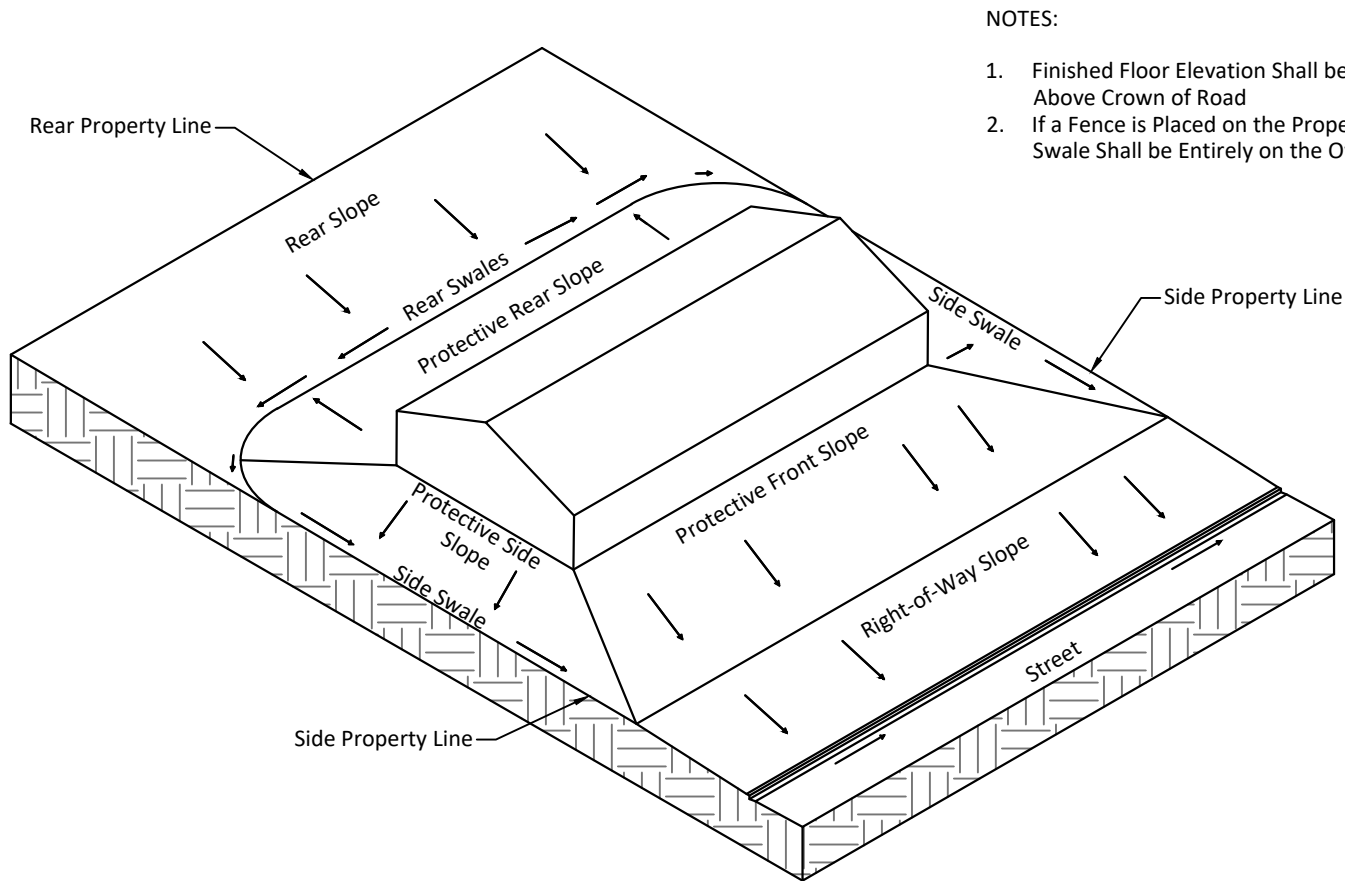 NOTES:
1. Finished Floor Elevation Shall be
Above Crown of Road
2. If a Fence is Placed on the Prope
Swale Shall be Entirely on the O
Rear Property Line
Rear Slope
Rear Swales
Protective Rear Slope
Side Swale
Side Property Line
Protective Front Slope
Protective Side
Slope
Side Swale
Right-of-Way Slope
Street
Side Property Line